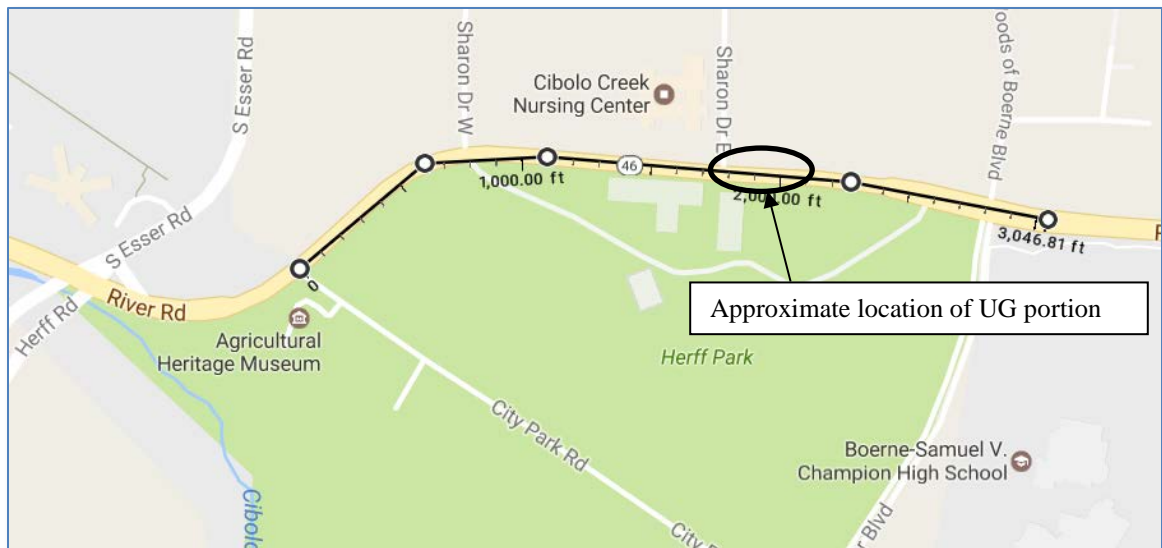 S Esser Rd
Sharon Dr W
Cibolo Creek
Nursing Center
Sharon Dr E
oods of Boerne Blvd
46
1,000.00 ft
2,000.00 ft
3,046.81 ft
S Esser Rd
0
River Rd
Herff Rd
Agricultural
Heritage Museum
Approximate location of UG portion
Herff Park
City Park Rd
Boerne-Samuel V.
Champion High School